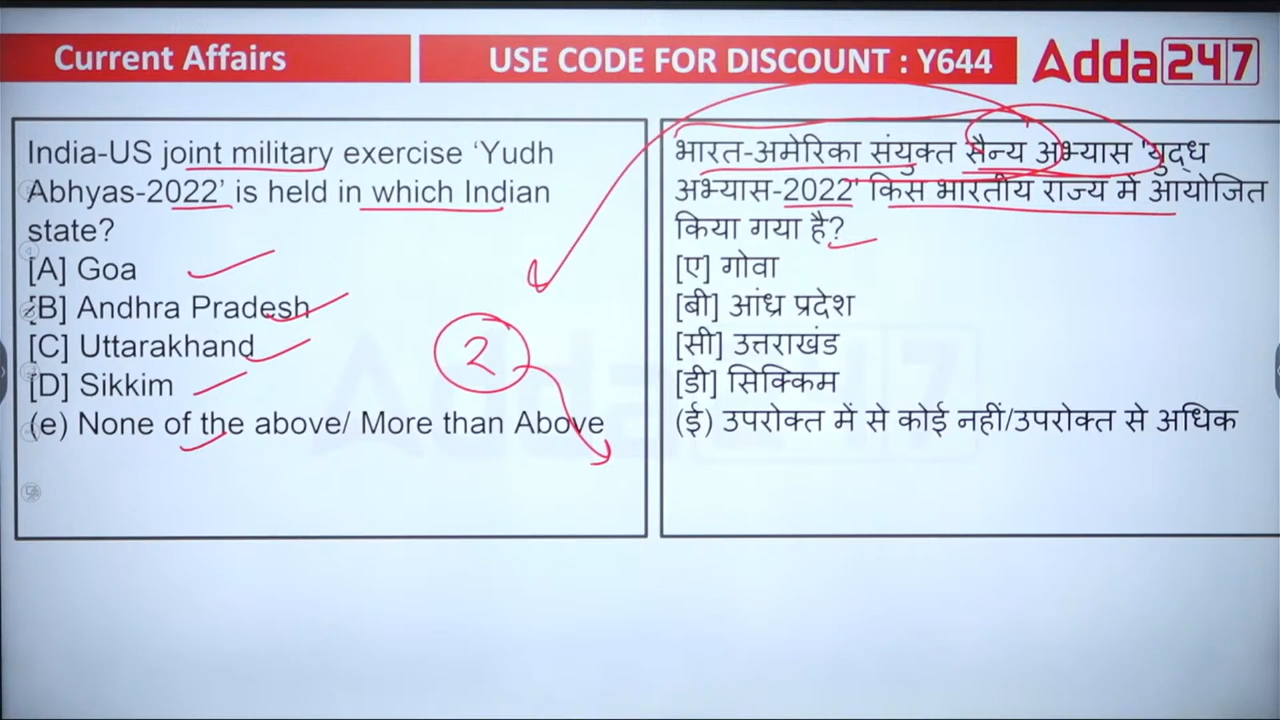 Current Affairs
USE CODE FOR DISCOUNT : Y644
Adda247
India-US joint military exercise ‘Yudh
Abhyas-2022’ is held in which Indian
state?
[A] Goa
[B] Andhra Pradesh
[C] Uttarakhand
[D] Sikkim
(e) None of the above/ More than Above
2
भारत-अमेरिका संयुक्त सैन्य अभ्यास 'युद्ध
अभ्यास-2022' किस भारतीय राज्य में आयोजित
किया गया है?
[ए] गोवा
[बी] आंध्र प्रदेश
[सी] उत्तराखंड
[डी] सिक्किम
(ई) उपरोक्त में से कोई नहीं/उपरोक्त से अधिक